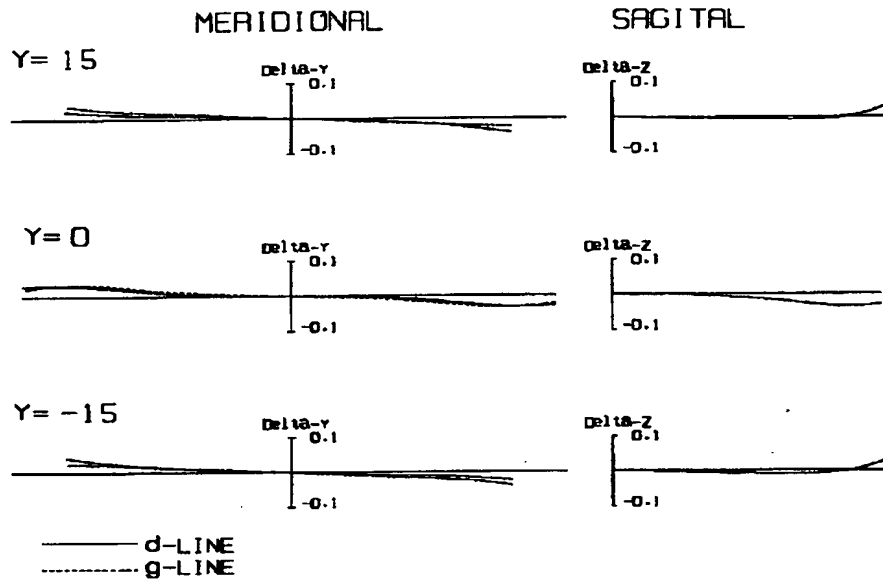 MERIDIONAL SAGITAL
Y= 15
Delta-Y
0.1
-0.1
Delta-Z
0.1
-0.1
Y= 0
Delta-Y
0.1
-0.1
Delta-Z
0.1
-0.1
Y= -15
Delta-Y
0.1
-0.1
Delta-Z
0.1
-0.1
d-LINE
g-LINE